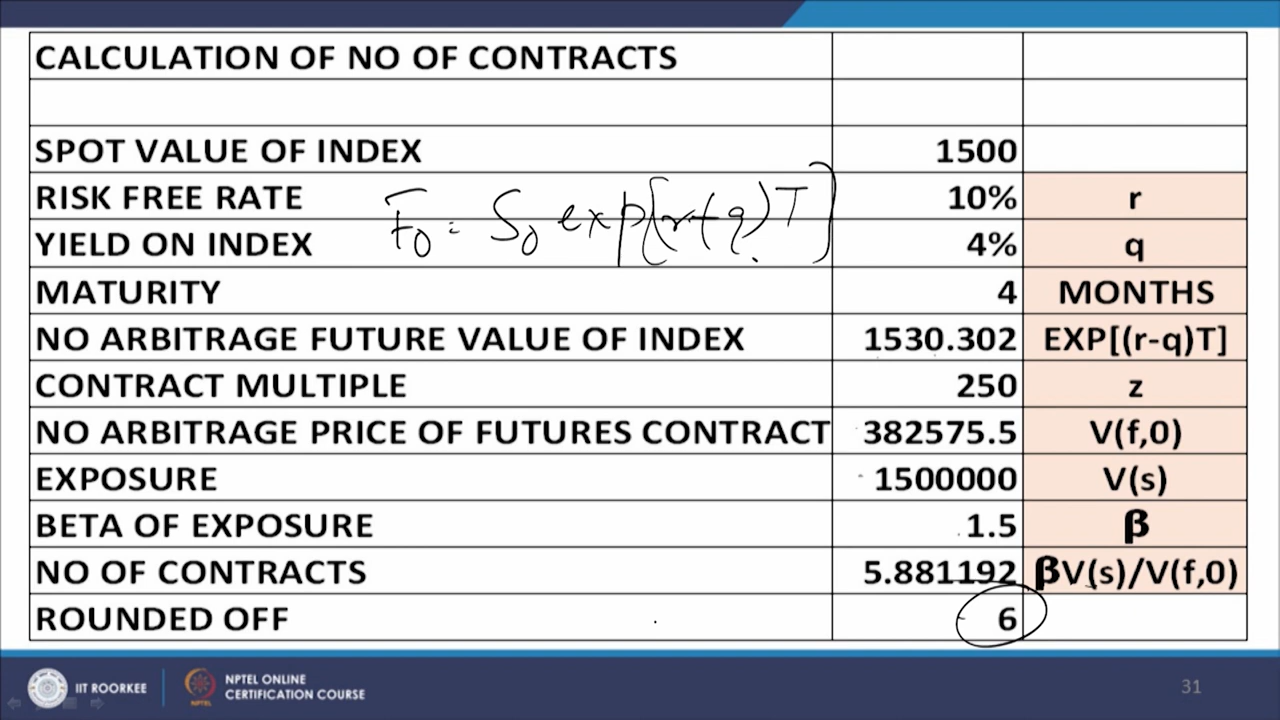 CALCULATION OF NO OF CONTRACTS
SPOT VALUE OF INDEX 1500
RISK FREE RATE 10% r
F0 = S0 exp[(r+q)T]
YIELD ON INDEX 4% q
MATURITY 4 MONTHS
NO ARBITRAGE FUTURE VALUE OF INDEX 1530.302 EXP[(r-q)T]
CONTRACT MULTIPLE 250 z
NO ARBITRAGE PRICE OF FUTURES CONTRACT 382575.5 V(f,0)
EXPOSURE 1500000 V(s)
BETA OF EXPOSURE 1.5 β
NO OF CONTRACTS 5.881192 βV(s)/V(f,0)
ROUNDED OFF 6
IIT ROORKEE
NPTEL
NPTEL ONLINE
CERTIFICATION COURSE
31